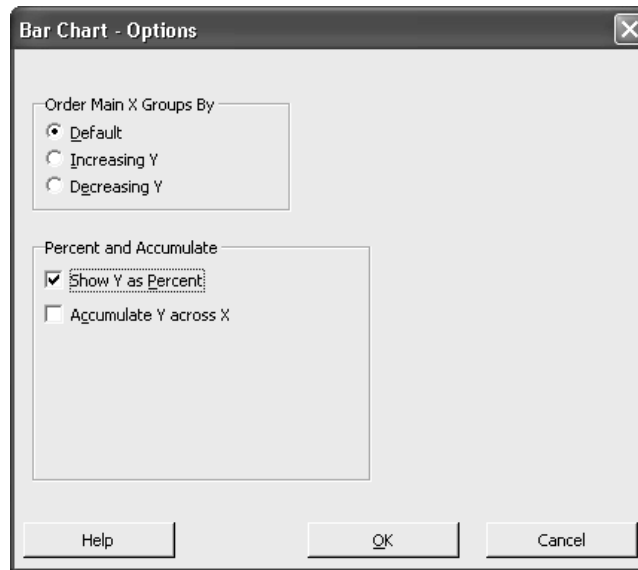 Bar Chart - Options
Order Main X Groups By
Default
Increasing Y
Decreasing Y
Percent and Accumulate
Show Y as Percent
Accumulate Y across X
Help
OK
Cancel